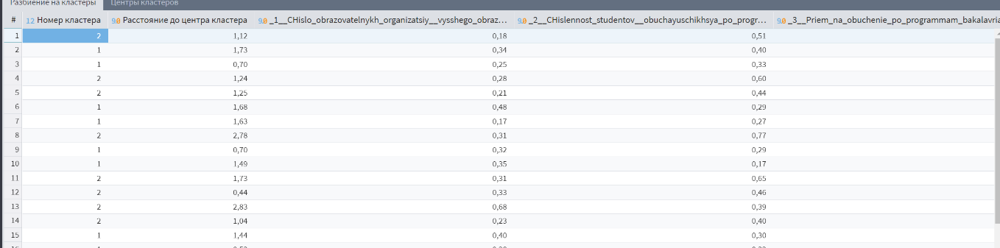 Разбиение на кластеры Центры кластеров
# 12 Номер кластера 9.0 Расстояние до центра кластера 9.0 _1__CHislo_obrazovatelnykh_organizatsiy__vysshego_obraz... 9.0 _2__CHislennost_studentov__obuchayuschikhsya_po_progr... 9.0 _3__Priem_na_obuchenie_po_programmam_bakalavria
1 2 1,12 0,18 0,51
2 1 1,73 0,34 0,40
3 1 0,70 0,25 0,33
4 2 1,24 0,28 0,60
5 2 1,25 0,21 0,44
6 1 1,68 0,48 0,29
7 1 1,63 0,17 0,27
8 2 2,78 0,31 0,77
9 1 0,70 0,32 0,29
10 1 1,49 0,35 0,17
11 2 1,73 0,31 0,65
12 2 0,44 0,33 0,46
13 2 2,83 0,68 0,39
14 2 1,04 0,23 0,40
15 1 1,44 0,40 0,30